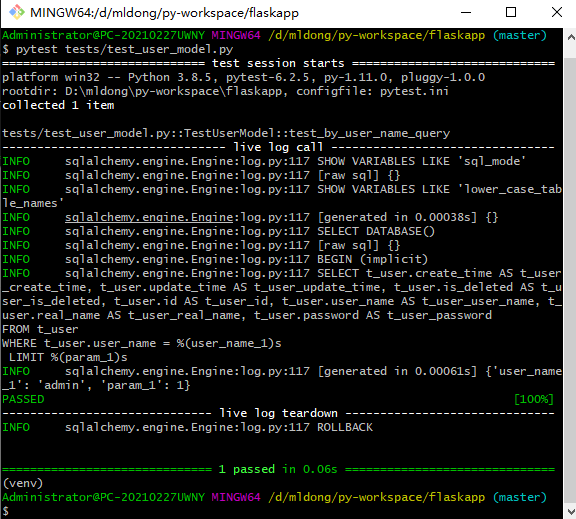 MINGW64:/d/mldong/py-workspace/flaskapp
Administrator@PC-20210227UWNY MINGW64 /d/mldong/py-workspace/flaskapp (master)
$ pytest tests/test_user_model.py
============================= test session starts =============================
platform win32 -- Python 3.8.5, pytest-6.2.5, py-1.11.0, pluggy-1.0.0
rootdir: D:\mldong\py-workspace\flaskapp, configfile: pytest.ini
collected 1 item
tests/test_user_model.py::TestUserModel::test_by_user_name_query
-------------------------------- live log call --------------------------------
INFO     sqlalchemy.engine.Engine:log.py:117 SHOW VARIABLES LIKE 'sql_mode'
INFO     sqlalchemy.engine.Engine:log.py:117 [raw sql] {}
INFO     sqlalchemy.engine.Engine:log.py:117 SHOW VARIABLES LIKE 'lower_case_tab
le_names'
INFO     sqlalchemy.engine.Engine:log.py:117 [generated in 0.00038s] {}
INFO     sqlalchemy.engine.Engine:log.py:117 SELECT DATABASE()
INFO     sqlalchemy.engine.Engine:log.py:117 [raw sql] {}
INFO     sqlalchemy.engine.Engine:log.py:117 BEGIN (implicit)
INFO     sqlalchemy.engine.Engine:log.py:117 SELECT t_user.create_time AS t_user
_create_time, t_user.update_time AS t_user_update_time, t_user.is_deleted AS t_u
ser_is_deleted, t_user.id AS t_user_id, t_user.user_name AS t_user_user_name, t_
user.real_name AS t_user_real_name, t_user.password AS t_user_password
FROM t_user
WHERE t_user.user_name = %(user_name_1)s
 LIMIT %(param_1)s
INFO     sqlalchemy.engine.Engine:log.py:117 [generated in 0.00061s] {'user_name
_1': 'admin', 'param_1': 1}
PASSED                                                                   [100%]
------------------------------ live log teardown ------------------------------
INFO     sqlalchemy.engine.Engine:log.py:117 ROLLBACK
============================== 1 passed in 0.06s ==============================
(venv)
Administrator@PC-20210227UWNY MINGW64 /d/mldong/py-workspace/flaskapp (master)
$